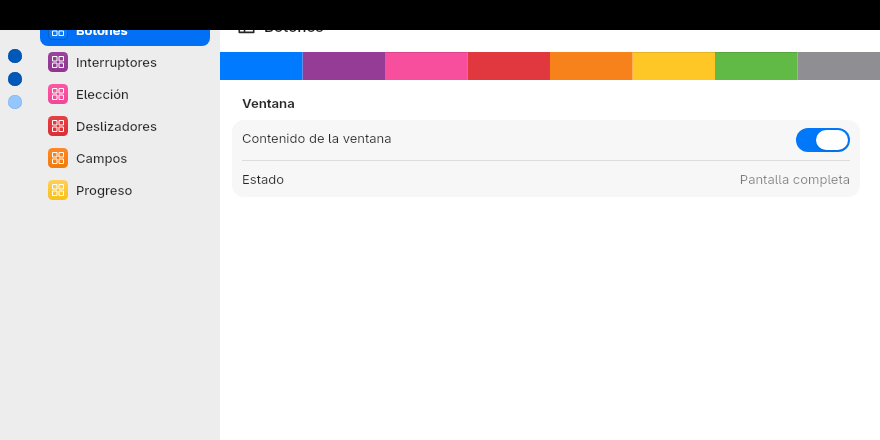 Botones
Interruptores
Elección
Deslizadores
Campos
Progreso
Botones
Ventana
Contenido de la ventana
Estado
Pantalla completa